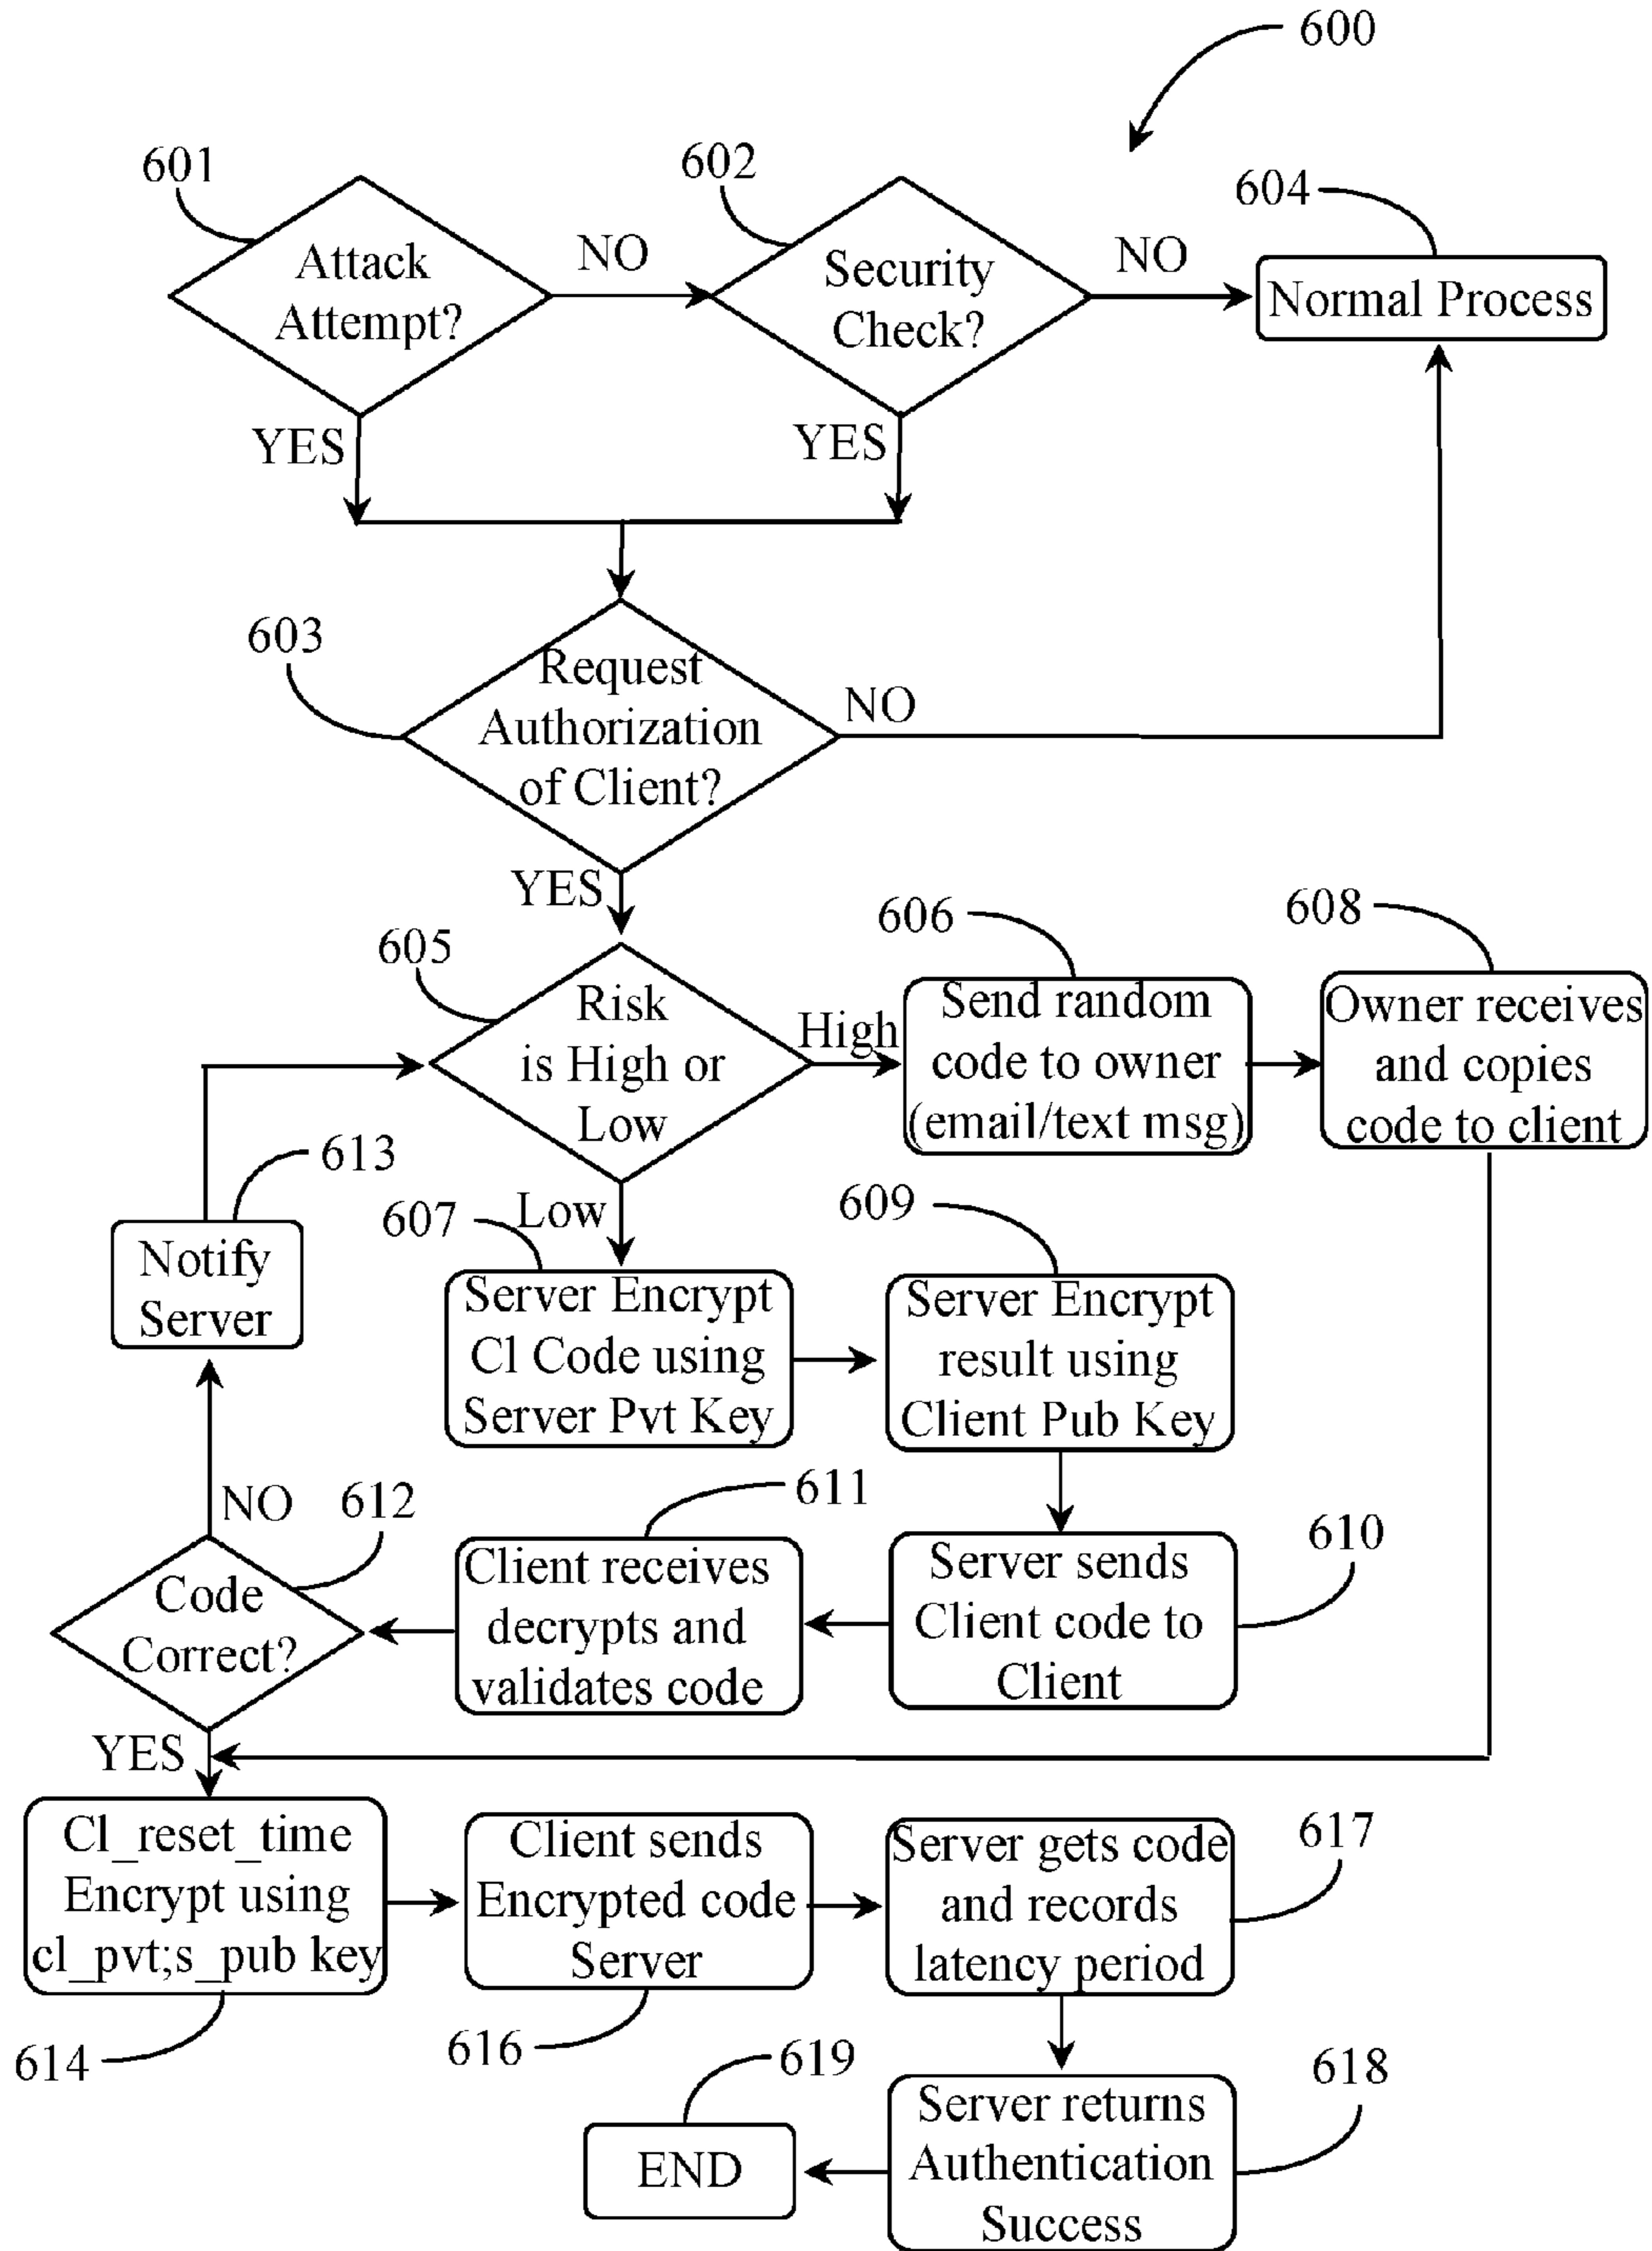 600
601
602
604
Attack
Attempt?
NO
Security
Check?
NO
Normal Process
YES
YES
603
Request
Authorization
of Client?
NO
YES
605
606
608
Risk
is High or
Low
High
Send random
code to owner
(email/text msg)
Owner receives
and copies
code to client
613
Notify
Server
607
Low
609
Server Encrypt
Cl Code using
Server Pvt Key
Server Encrypt
result using
Client Pub Key
NO
612
611
610
Code
Correct?
Client receives
decrypts and
validates code
Server sends
Client code to
Client
YES
Cl_reset_time
Encrypt using
cl_pvt;s_pub key
Client sends
Encrypted code
Server
Server gets code
and records
latency period
617
614
616
619
618
END
Server returns
Authentication
Success